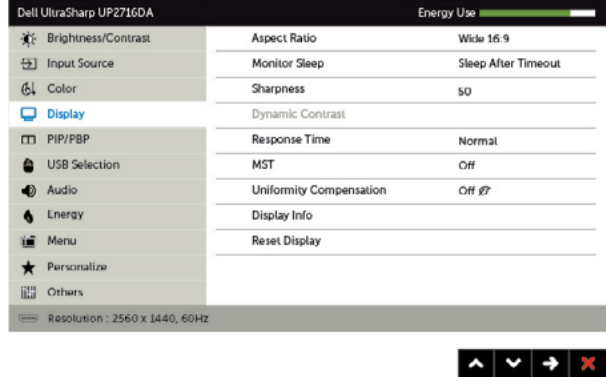 Dell UltraSharp UP2716DA Energy Use
Brightness/Contrast Aspect Ratio Wide 16:9
Input Source Monitor Sleep Sleep After Timeout
Color Sharpness 50
Display Dynamic Contrast
PIP/PBP Response Time Normal
USB Selection MST Off
Audio Uniformity Compensation Off
Energy Display Info
Menu Reset Display
Personalize
Others
Resolution : 2560 x 1440, 60Hz